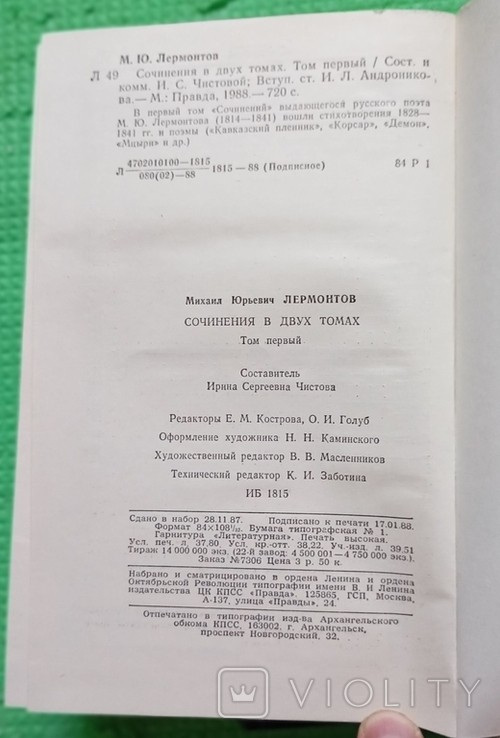 М. Ю. Лермонтов
Л 49 Сочинения в двух томах. Том первый / Сост. и
комм. И. С. Чистовой; Вступ. ст. И. Л. Андронико-
ва.— М.: Правда, 1988.— 720 с.
В первый том «Сочинений» выдающегося русского поэта
М. Ю. Лермонтова (1814—1841) вошли стихотворения 1828—
1841 гг. и поэмы («Кавказский пленник», «Корсар», «Демон»,
«Мцыри» и др.)
4702010100—1815
Л 1815—88 (Подписное) 84 Р 1
080(02)—88
Михаил Юрьевич ЛЕРМОНТОВ
СОЧИНЕНИЯ В ДВУХ ТОМАХ
Том первый
Составитель
Ирина Сергеевна Чистова
Редакторы Е. М. Кострова, О. И. Голуб
Оформление художника Н. Н. Каминского
Художественный редактор В. В. Масленников
Технический редактор К. И. Заботина
ИБ 1815
Сдано в набор 28.11.87. Подписано к печати 17.01.88.
Формат 84×108¹/₃₂. Бумага типографская № 1.
Гарнитура «Литературная». Печать высокая.
Усл. печ. л. 37,80. Усл. кр.-отт. 38,22. Уч.-изд. л. 39,51
Тираж 14 000 000 экз. (22-й завод: 4 500 001 — 4 750 000 экз.).
Заказ №7306 Цена 3 р. 50 к.
Набрано и сматрицировано в ордена Ленина и ордена
Октябрьской Революции типографии имени В. И Ленина
издательства ЦК КПСС «Правда». 125865, ГСП, Москва,
А-137, улица «Правды», 24.
Отпечатано в типографии изд-ва Архангельского
обкома КПСС, 163002, г. Архангельск,
проспект Новгородский, 32.
VIOLITY